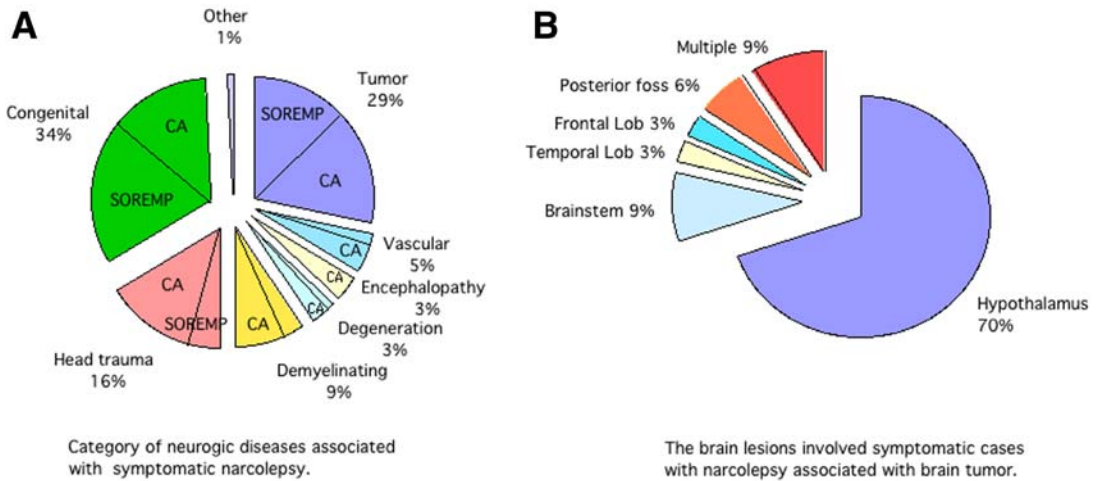 A
Other
1%
Tumor
29%
SOREMP
CA
Congenital
34%
CA
SOREMP
CA
Vascular
5%
CA
Encephalopathy
3%
CA
Degeneration
3%
CA
Demyelinating
9%
CA
SOREMP
Head trauma
16%
Category of neurogic diseases associated
with symptomatic narcolepsy.
B
Multiple 9%
Posterior foss 6%
Frontal Lob 3%
Temporal Lob 3%
Brainstem 9%
Hypothalamus
70%
The brain lesions involved symptomatic cases
with narcolepsy associated with brain tumor.